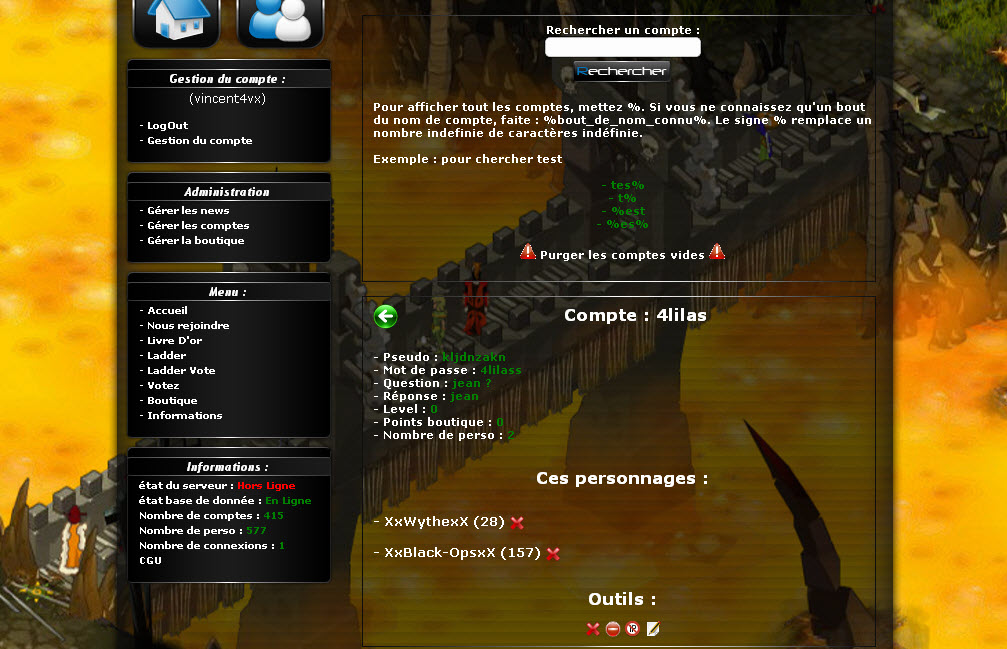 Gestion du compte :
(vincent4vx)
- LogOut
- Gestion du compte
Administration
- Gérer les news
- Gérer les comptes
- Gérer la boutique
Menu :
- Accueil
- Nous rejoindre
- Livre D'or
- Ladder
- Ladder Vote
- Votez
- Boutique
- Informations
Informations :
état du serveur : Hors Ligne
état base de donnée : En Ligne
Nombre de comptes : 415
Nombre de perso : 577
Nombre de connexions : 1
CGU
Rechercher un compte :
Rechercher
Pour afficher tout les comptes, mettez %. Si vous ne connaissez qu'un bout
du nom de compte, faite : %bout_de_nom_connu%. Le signe % remplace un
nombre indefinie de caractères indéfinie.
Exemple : pour chercher test
- tes%
- t%
- %est
- %es%
Purger les comptes vides
Compte : 4lilas
- Pseudo : kljdnzakn
- Mot de passe : 4lilass
- Question : jean ?
- Réponse : jean
- Level : 0
- Points boutique : 0
- Nombre de perso : 2
Ces personnages :
- XxWythexX (28)
- XxBlack-OpsxX (157)
Outils :